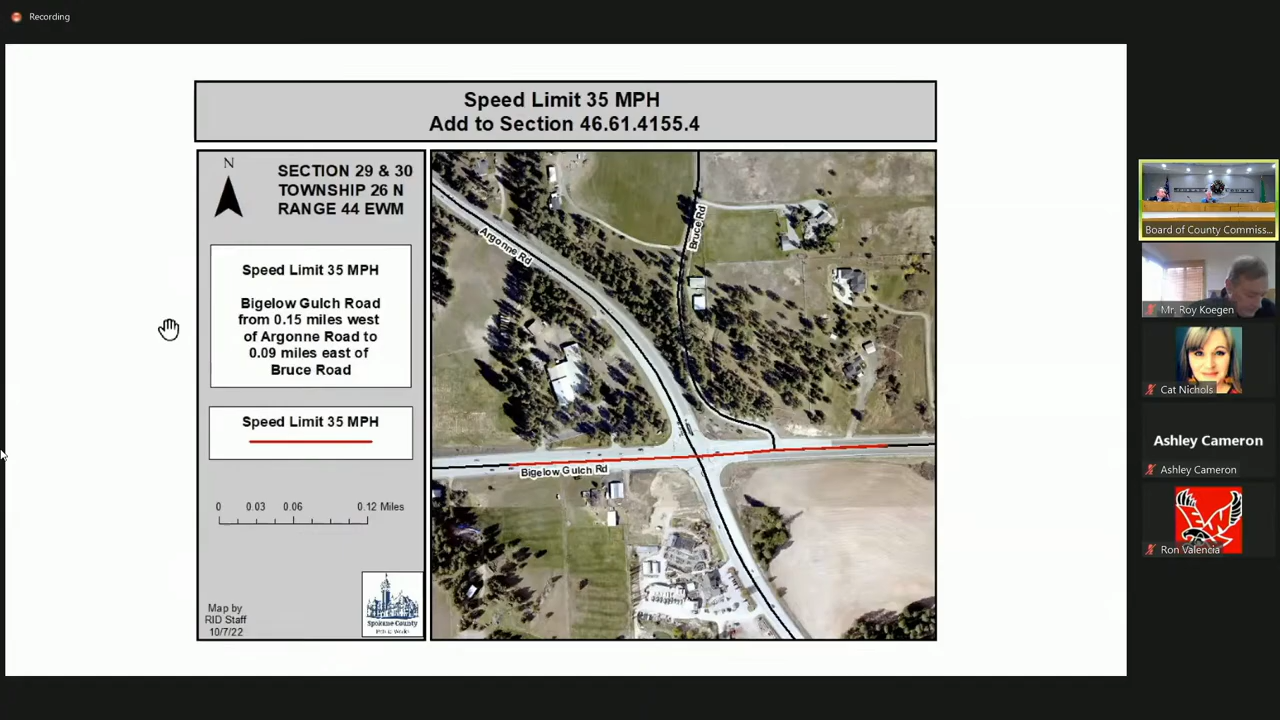 Recording
Speed Limit 35 MPH
Add to Section 46.61.4155.4
N
SECTION 29 & 30
TOWNSHIP 26 N
RANGE 44 EWM
Speed Limit 35 MPH
Bigelow Gulch Road
from 0.15 miles west
of Argonne Road to
0.09 miles east of
Bruce Road
Speed Limit 35 MPH
0 0.03 0.06 0.12 Miles
Map by
RID Staff
10/7/22
Spokane County
Public Works
Argonne Rd
Bruce Rd
Bigelow Gulch Rd
Board of County Commiss...
Mr. Roy Koegen
Cat Nichols
Ashley Cameron
Ashley Cameron
Ron Valencia